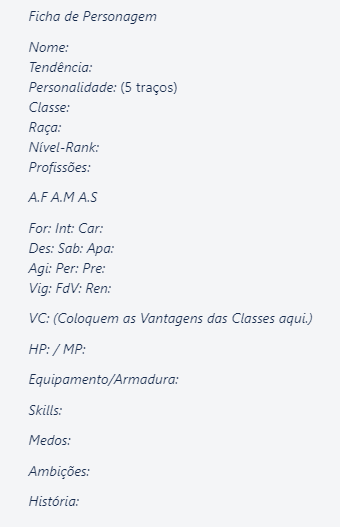 Ficha de Personagem
Nome:
Tendência:
Personalidade: (5 traços)
Classe:
Raça:
Nível-Rank:
Profissões:
A.F A.M A.S
For: Int: Car:
Des: Sab: Apa:
Agi: Per: Pre:
Vig: FdV: Ren:
VC: (Coloquem as Vantagens das Classes aqui.)
HP: / MP:
Equipamento/Armadura:
Skills:
Medos:
Ambições:
História: